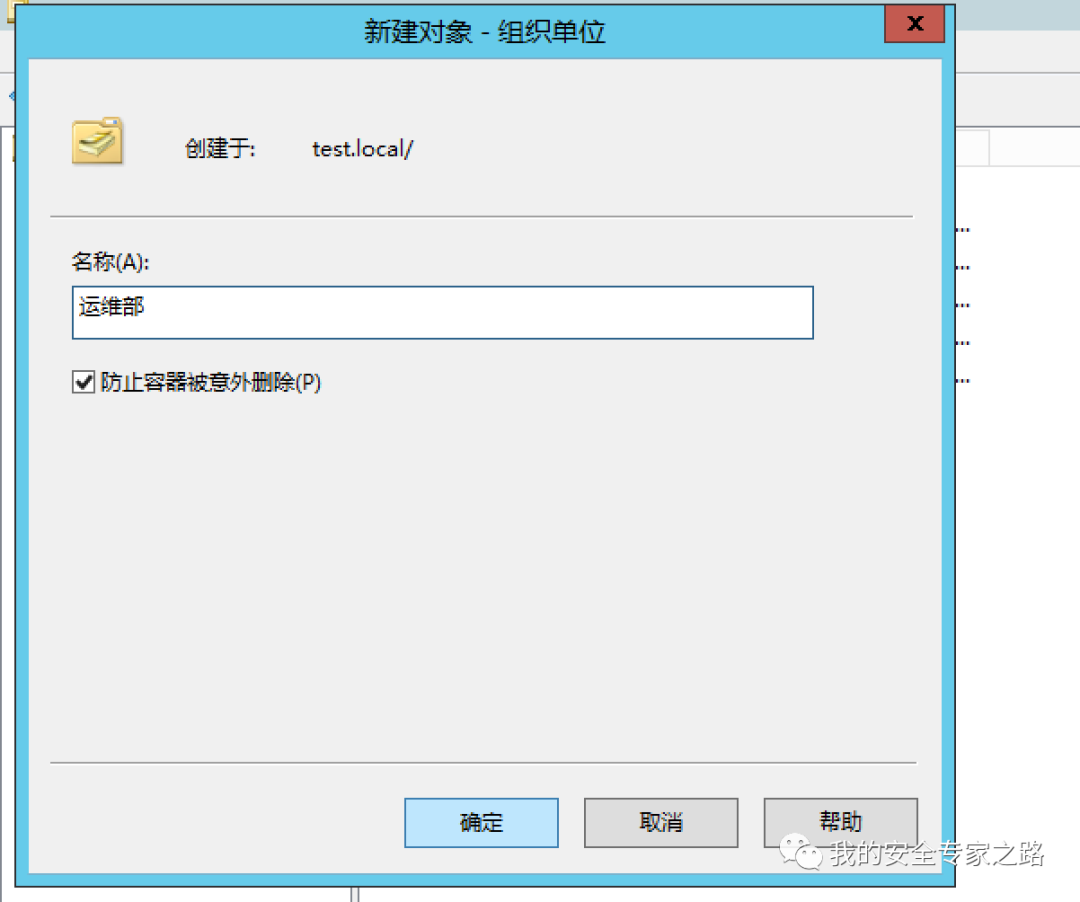 新建对象 - 组织单位
x
创建于: test.local/
名称(A):
运维部
防止容器被意外删除(P)
...
...
...
...
...
确定 取消 帮助
我的安全专家之路